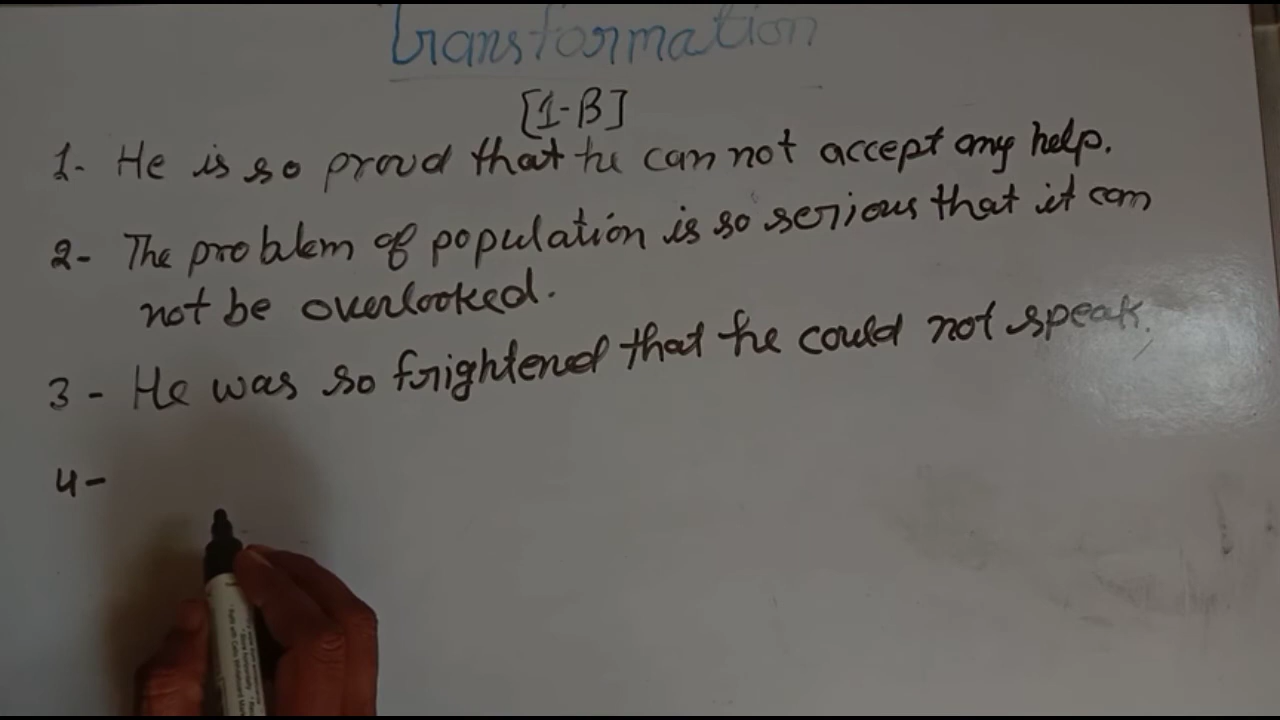 Transformation
[1-B]
1- He is so proud that he can not accept any help.
2- The problem of population is so serious that it can
not be overlooked.
3- He was so frightened that he could not speak.
4-